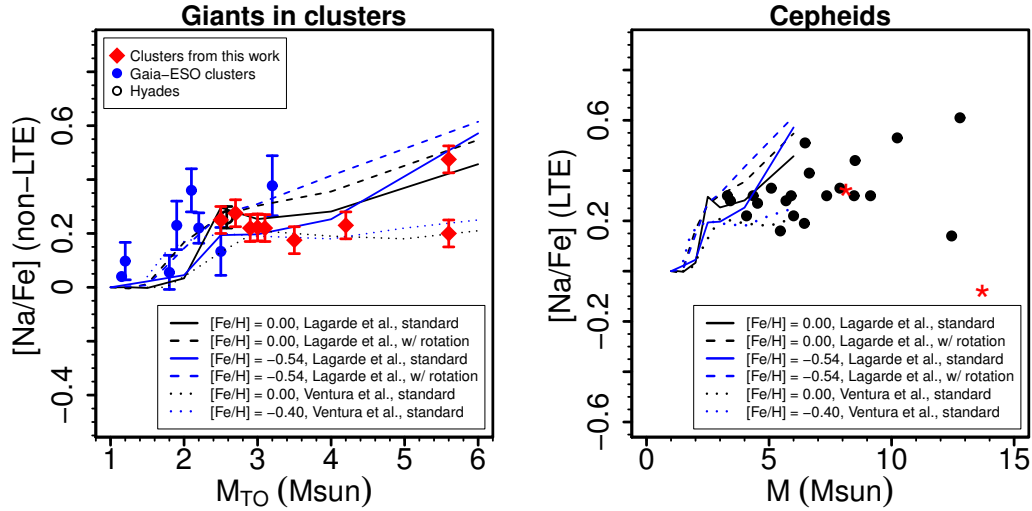 Giants in clusters
Clusters from this work
Gaia−ESO clusters
Hyades
[Fe/H] = 0.00, Lagarde et al., standard
[Fe/H] = 0.00, Lagarde et al., w/ rotation
[Fe/H] = −0.54, Lagarde et al., standard
[Fe/H] = −0.54, Lagarde et al., w/ rotation
[Fe/H] = 0.00, Ventura et al., standard
[Fe/H] = −0.40, Ventura et al., standard
[Na/Fe] (non−LTE)
0.6
0.2
0
−0.4
1 2 3 4 5 6
M_TO (Msun)
Cepheids
[Fe/H] = 0.00, Lagarde et al., standard
[Fe/H] = 0.00, Lagarde et al., w/ rotation
[Fe/H] = −0.54, Lagarde et al., standard
[Fe/H] = −0.54, Lagarde et al., w/ rotation
[Fe/H] = 0.00, Ventura et al., standard
[Fe/H] = −0.40, Ventura et al., standard
[Na/Fe] (LTE)
0.6
0.2
−0.2
−0.6
0 5 10 15
M (Msun)